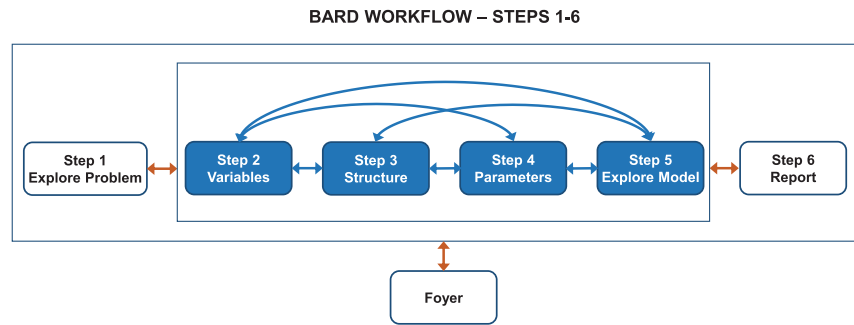 BARD WORKFLOW – STEPS 1-6
Step 1
Explore Problem
Step 2
Variables
Step 3
Structure
Step 4
Parameters
Step 5
Explore Model
Step 6
Report
Foyer